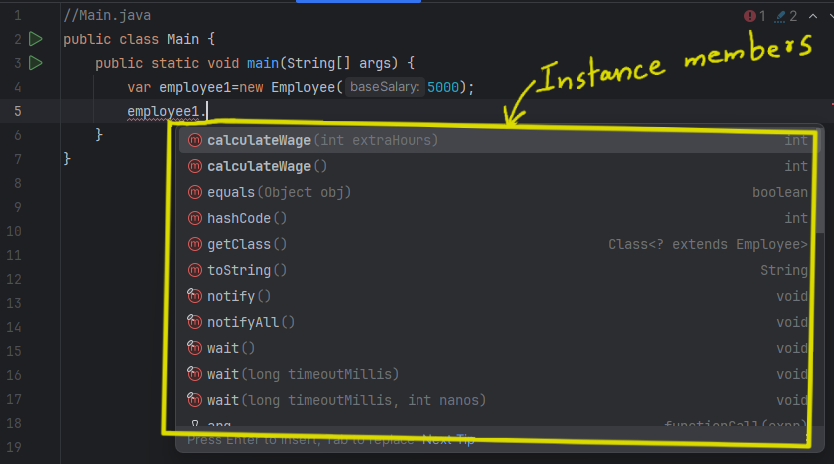 1 //Main.java 1 2
2 public class Main {
3 public static void main(String[] args) {
4 var employee1=new Employee( baseSalary: 5000);
5 employee1.
6 }
7 }
8
9
10
11
12
13
14
15
16
17
18
19
Instance members
calculateWage(int extraHours) int
calculateWage() int
equals(Object obj) boolean
hashCode() int
getClass() Class<? extends Employee>
toString() String
notify() void
notifyAll() void
wait() void
wait(long timeoutMillis) void
wait(long timeoutMillis, int nanos) void
arg functionCall(expr)
Press Enter to insert, Tab to replace Next Tip